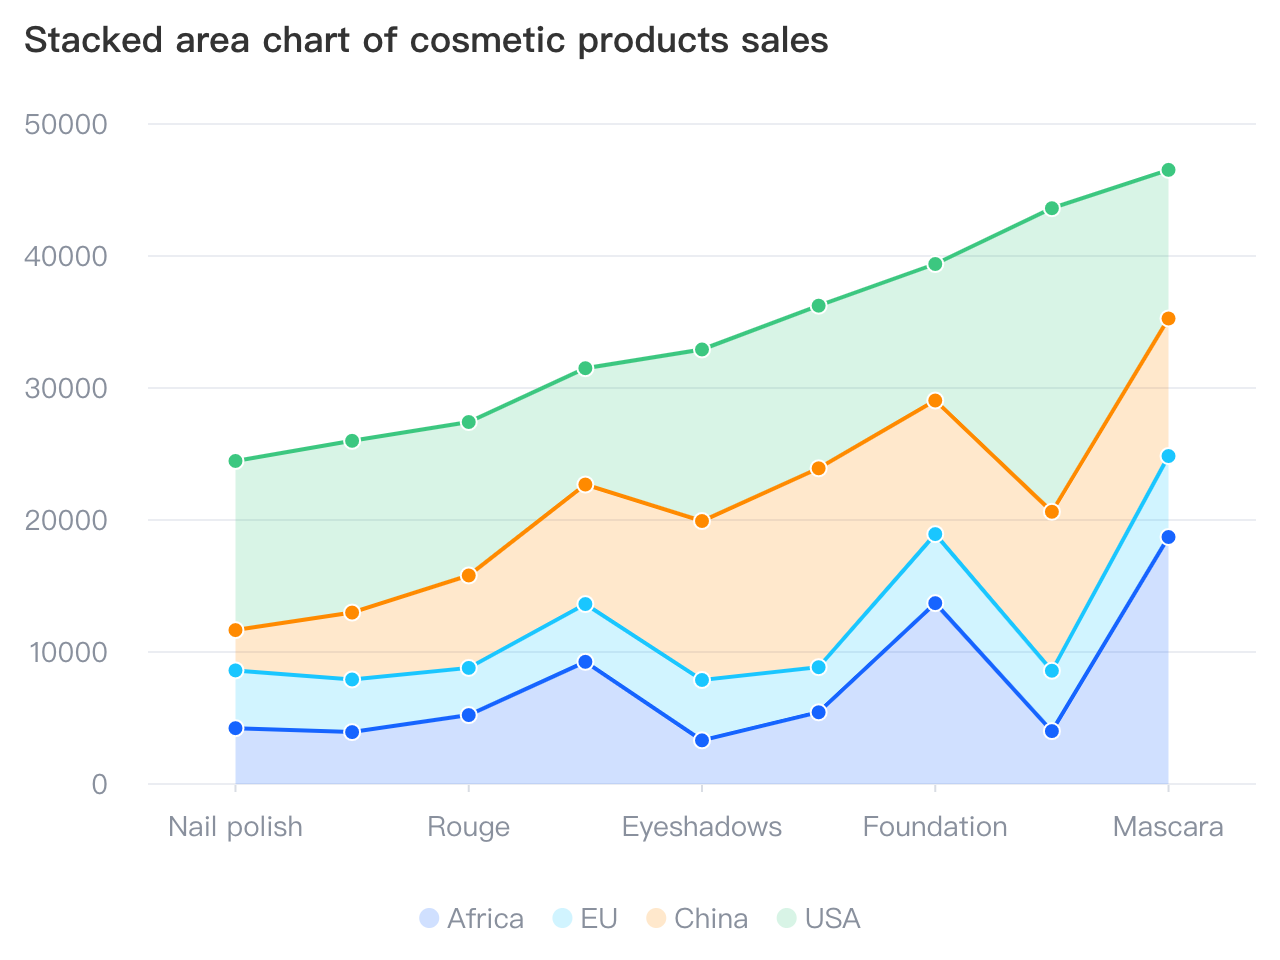 Stacked area chart of cosmetic products sales
50000
40000
30000
20000
10000
0
Nail polish Rouge Eyeshadows Foundation Mascara
Africa EU China USA